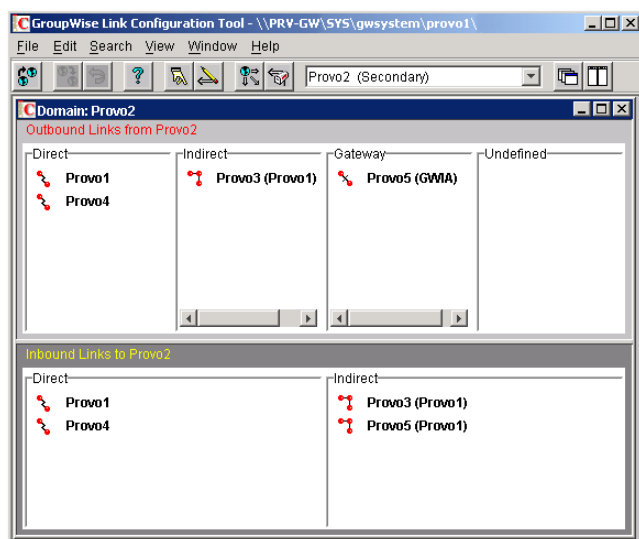 GroupWise Link Configuration Tool - \\PRV-GW\SYS\gwsystem\provo1\
File Edit Search View Window Help
Provo2 (Secondary)
Domain: Provo2
Outbound Links from Provo2
Direct Indirect Gateway Undefined
Provo1 Provo3 (Provo1) Provo5 (GWIA)
Provo4
Inbound Links to Provo2
Direct Indirect
Provo1 Provo3 (Provo1)
Provo4 Provo5 (Provo1)